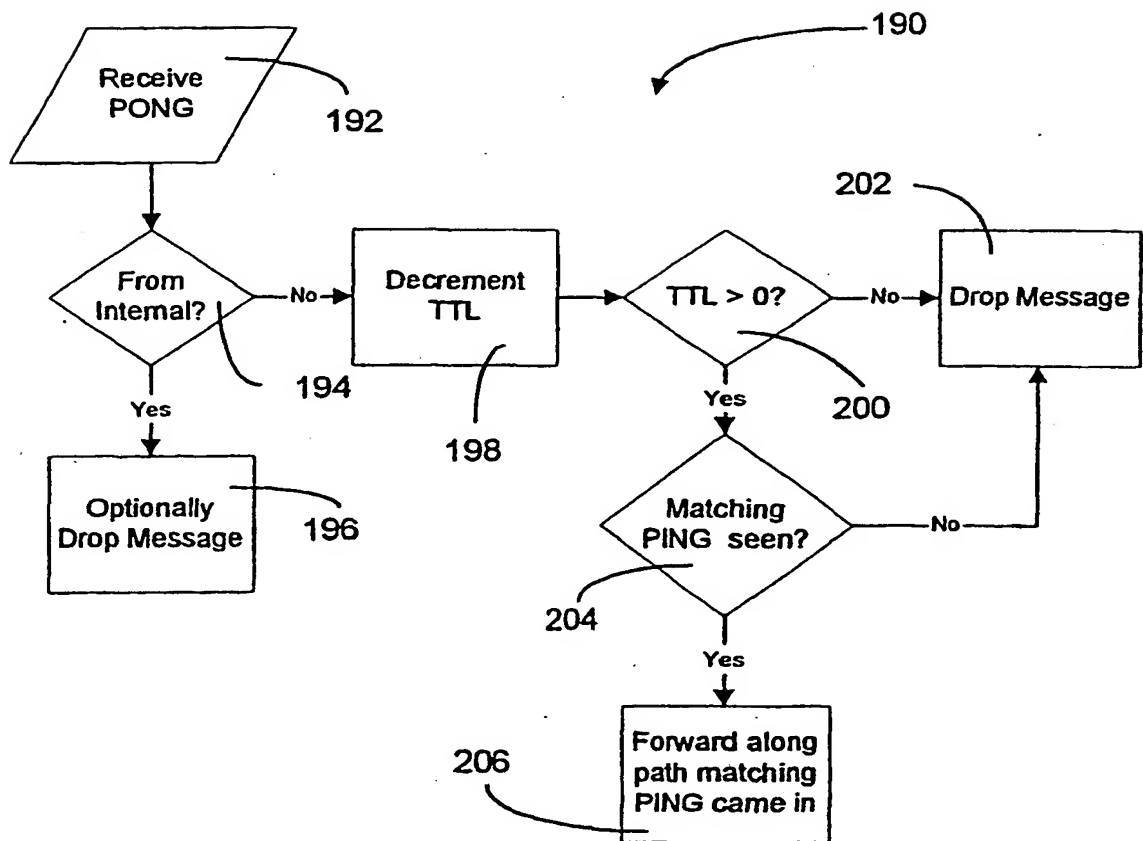 190
Receive
PONG
192
202
From
Internal?
No
Decrement
TTL
TTL > 0?
No
Drop Message
194
198
200
Yes
Yes
Optionally
Drop Message
196
Matching
PING seen?
No
204
Yes
Forward along
path matching
PING came in
206